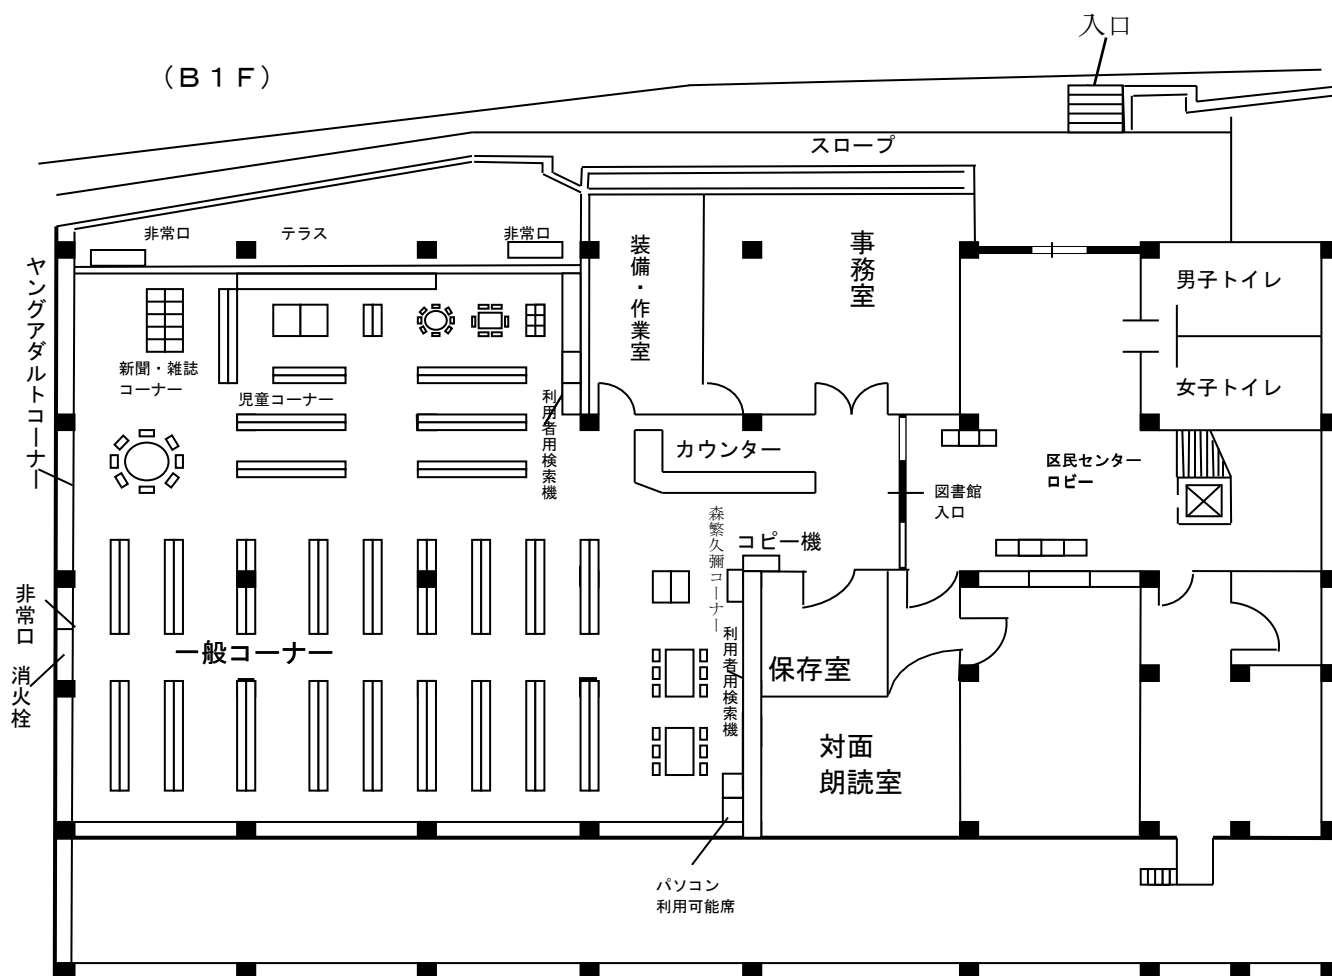 入口
（Ｂ１Ｆ）
スロープ
非常口
テラス
非常口
装備・作業室
事務室
男子トイレ
女子トイレ
ヤングアダルトコーナー
新聞・雑誌
コーナー
児童コーナー
利用者用検索機
カウンター
区民センター
ロビー
図書館
入口
森繁久彌コーナー
コピー機
非常口
消火栓
一般コーナー
利用者用検索機
保存室
対面
朗読室
パソコン
利用可能席